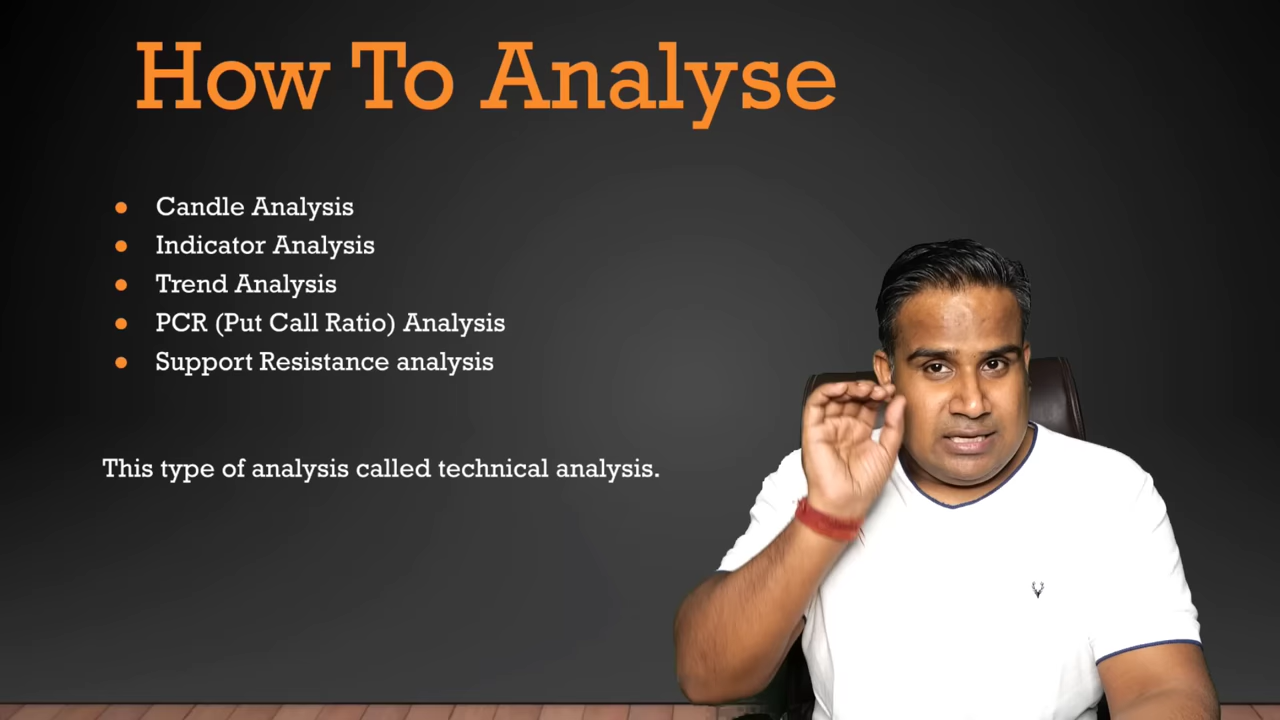 How To Analyse
● Candle Analysis
● Indicator Analysis
● Trend Analysis
● PCR (Put Call Ratio) Analysis
● Support Resistance analysis
This type of analysis called technical analysis.